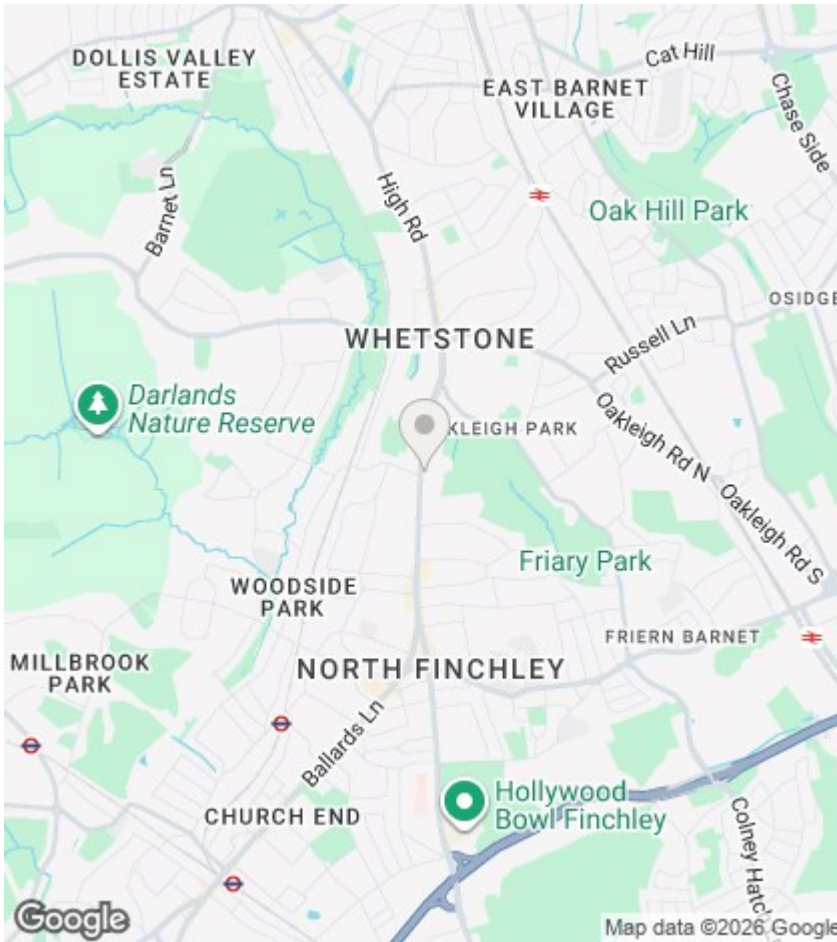 DOLLIS VALLEY
ESTATE
Cat Hill
EAST BARNET
VILLAGE
Chase Side
Barnet Ln
High Rd
Oak Hill Park
OSIDGE
WHETSTONE
Russell Ln
Darlands
Nature Reserve
KLEIGH PARK
Oakleigh Rd N
Oakleigh Rd S
Friary Park
WOODSIDE
PARK
FRIERN BARNET
MILLBROOK
PARK
NORTH FINCHLEY
Ballards Ln
Hollywood
Bowl Finchley
CHURCH END
Colney Hatch
Google
Map data ©2026 Google